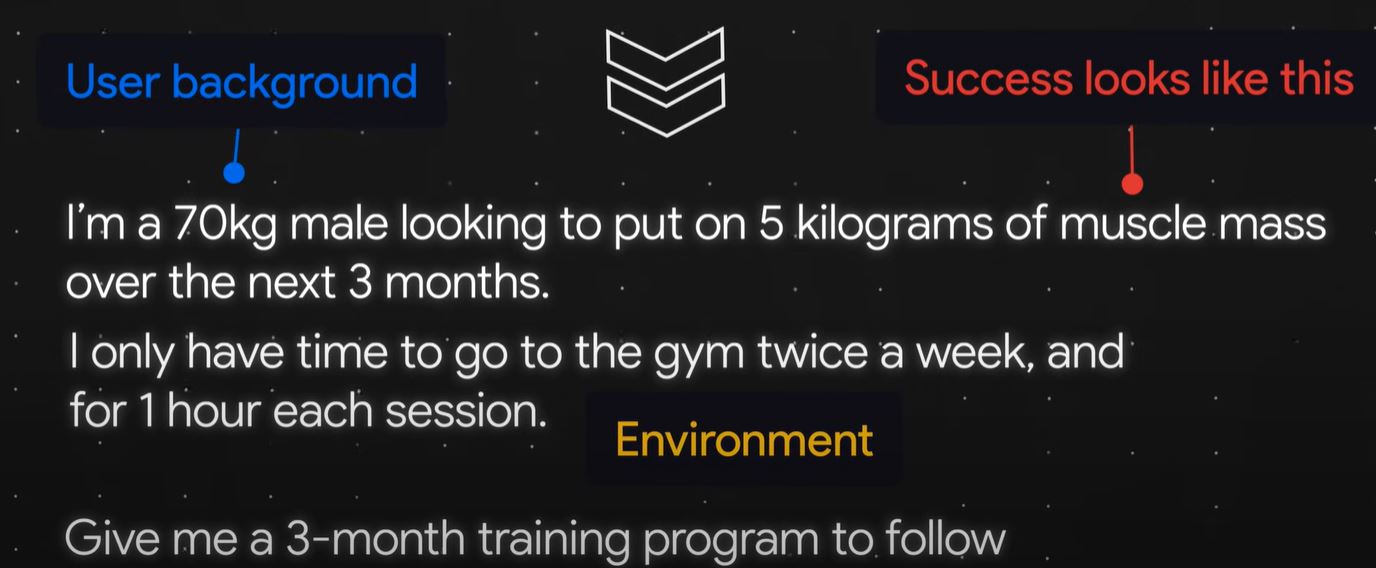 User background
Success looks like this
I'm a 70kg male looking to put on 5 kilograms of muscle mass
over the next 3 months.
I only have time to go to the gym twice a week, and
for 1 hour each session.
Environment
Give me a 3-month training program to follow